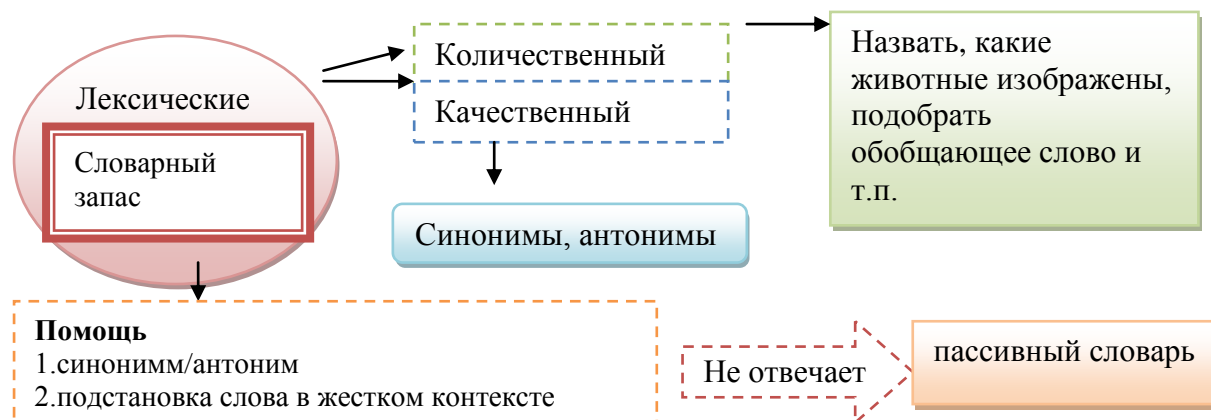 Лексические
Словарный
запас
Количественный
Качественный
Синонимы, антонимы
Назвать, какие
животные изображены,
подобрать
обобщающее слово и
т.п.
Помощь
1.синонимм/антоним
2.подстановка слова в жестком контексте
Не отвечает
пассивный словарь